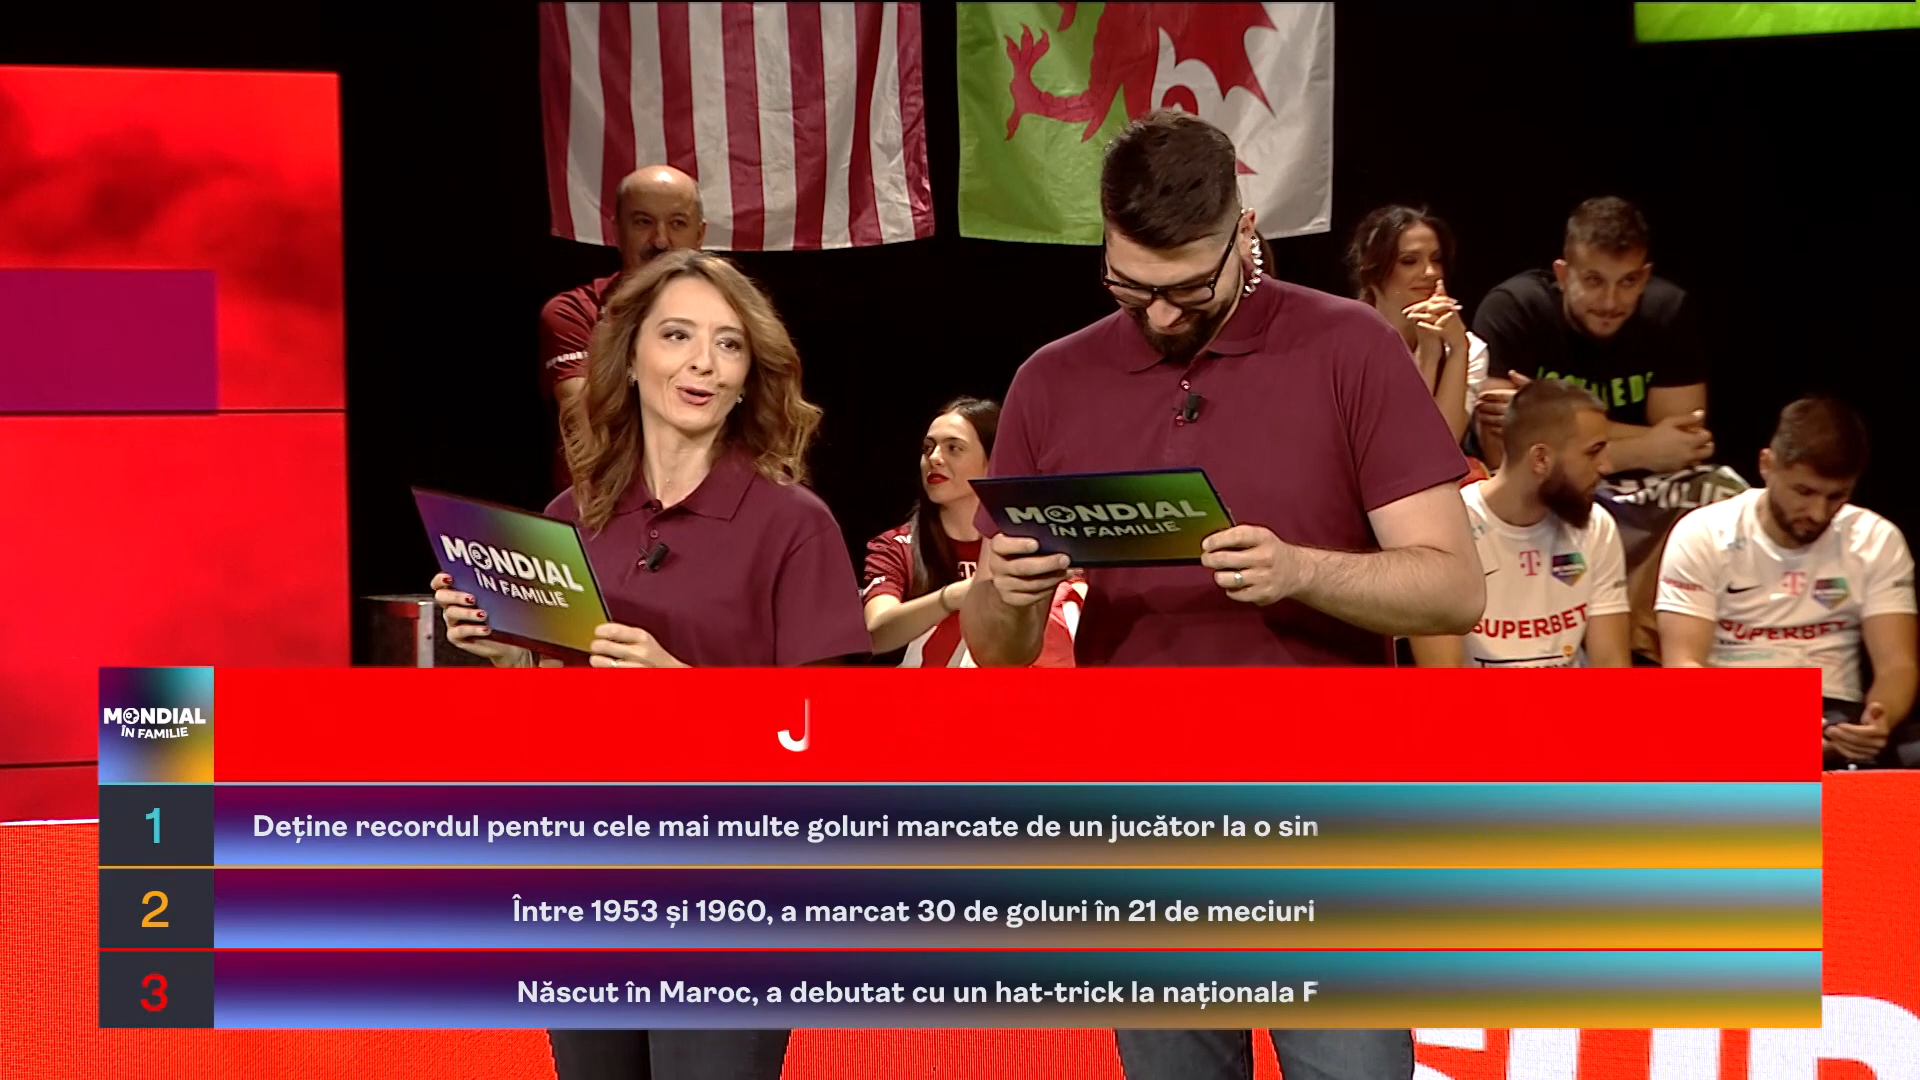 MONDIAL
ÎN FAMILIE
MONDIAL
ÎN FAMILIE
SUPERBET
SUPERBET
MONDIAL
ÎN FAMILIE
J
1
Deține recordul pentru cele mai multe goluri marcate de un jucător la o sin
2
Între 1953 și 1960, a marcat 30 de goluri în 21 de meciuri
3
Născut în Maroc, a debutat cu un hat-trick la naționala F